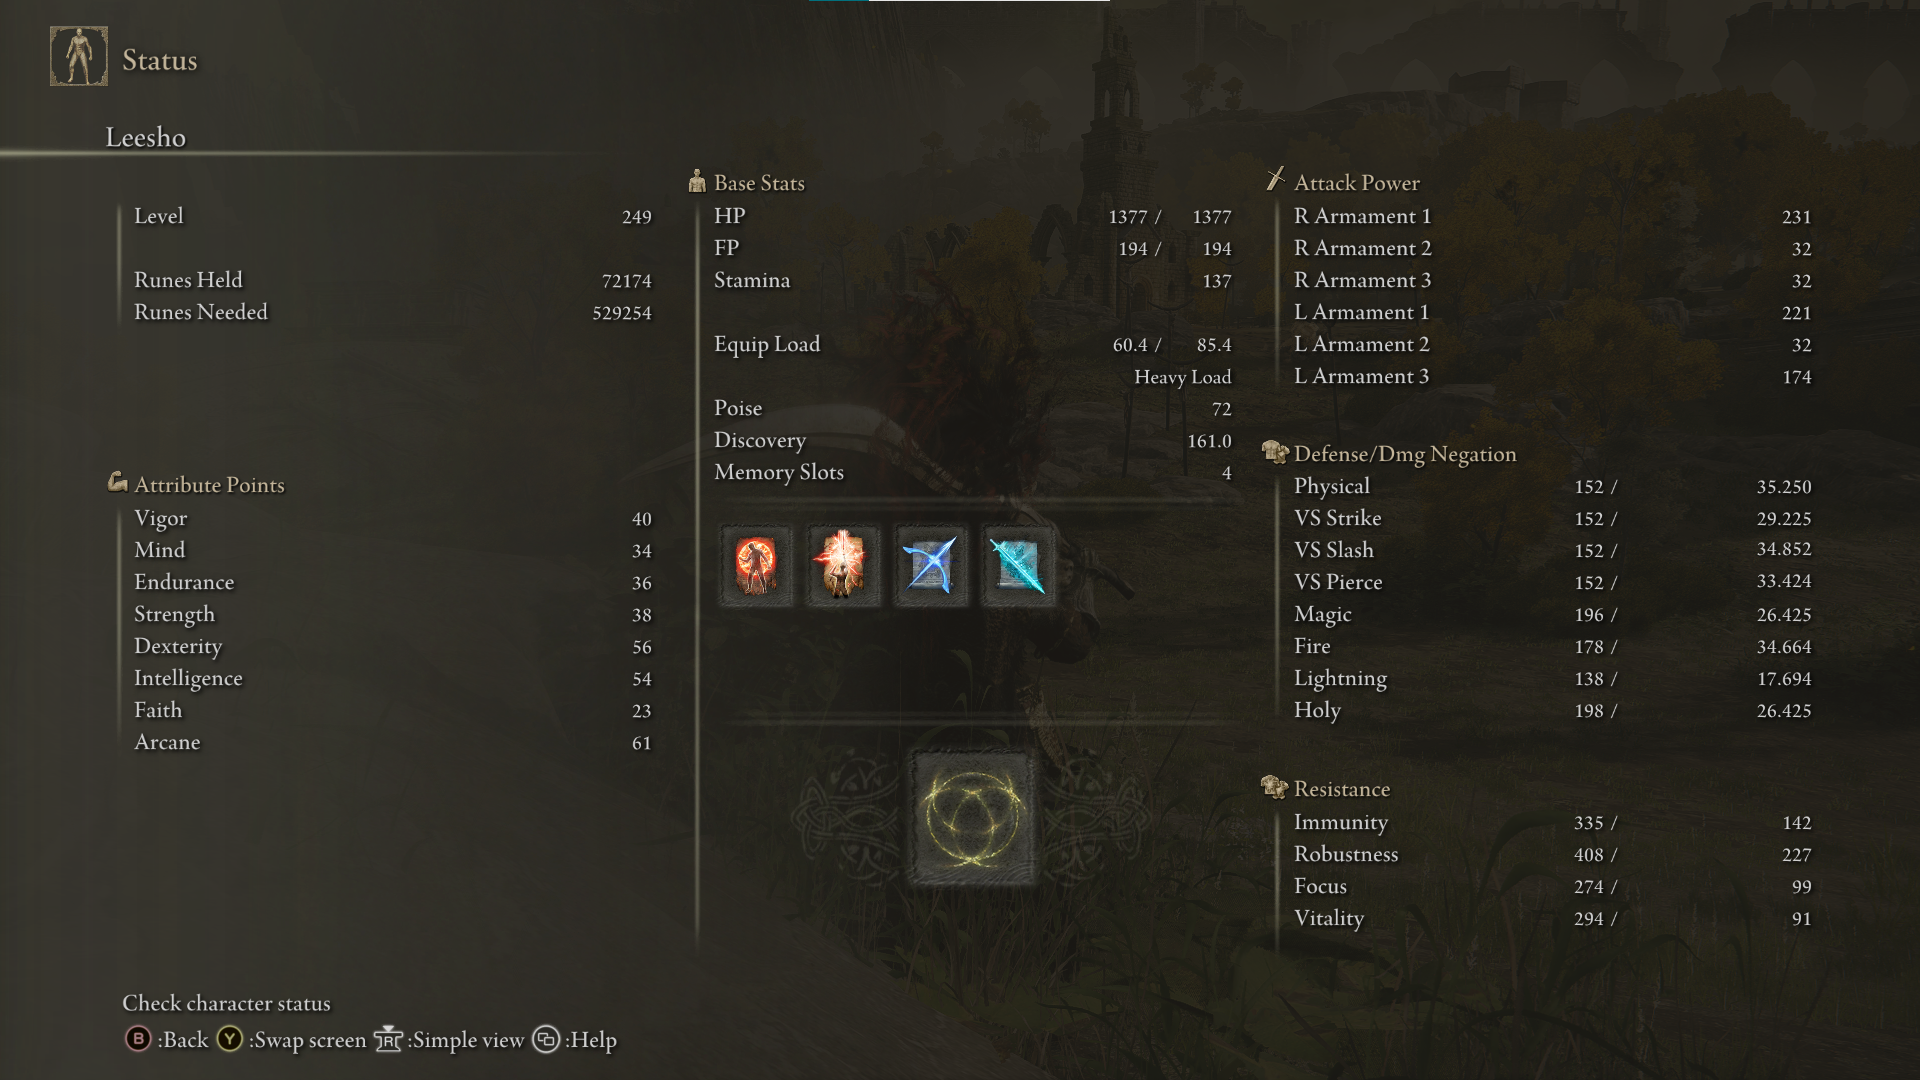 Status
Leesho
Level 249
Runes Held 72174
Runes Needed 529254
Attribute Points
Vigor 40
Mind 34
Endurance 36
Strength 38
Dexterity 56
Intelligence 54
Faith 23
Arcane 61
Base Stats
HP 1377 / 1377
FP 194 / 194
Stamina 137
Equip Load 60.4 / 85.4
Heavy Load
Poise 72
Discovery 161.0
Memory Slots 4
Attack Power
R Armament 1 231
R Armament 2 32
R Armament 3 32
L Armament 1 221
L Armament 2 32
L Armament 3 174
Defense/Dmg Negation
Physical 152 / 35.250
VS Strike 152 / 29.225
VS Slash 152 / 34.852
VS Pierce 152 / 33.424
Magic 196 / 26.425
Fire 178 / 34.664
Lightning 138 / 17.694
Holy 198 / 26.425
Resistance
Immunity 335 / 142
Robustness 408 / 227
Focus 274 / 99
Vitality 294 / 91
Check character status
B :Back Y :Swap screen R :Simple view :Help